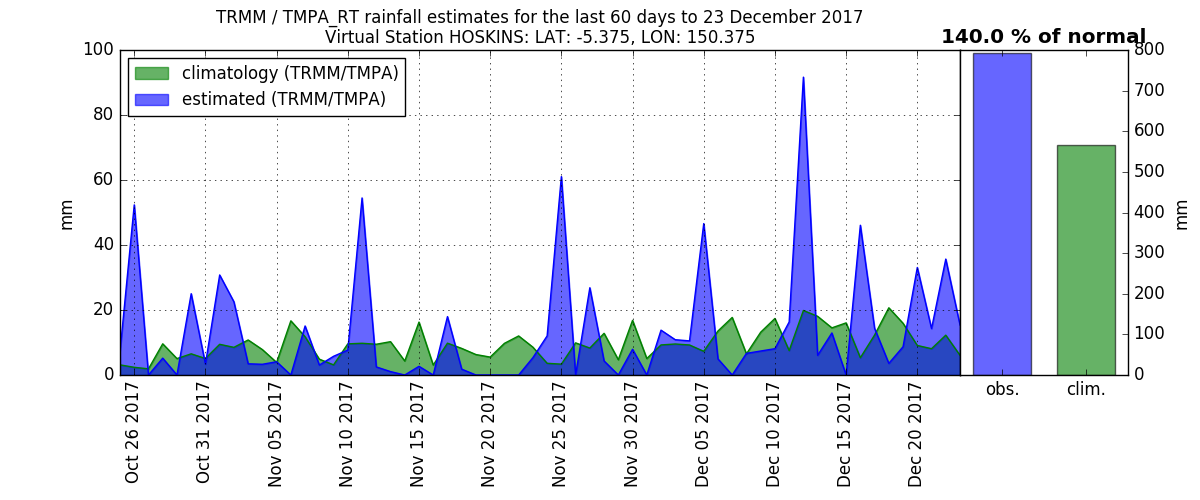 TRMM / TMPA_RT rainfall estimates for the last 60 days to 23 December 2017
Virtual Station HOSKINS: LAT: -5.375, LON: 150.375
140.0 % of normal
climatology (TRMM/TMPA)
estimated (TRMM/TMPA)
mm
100
80
60
40
20
0
Oct 26 2017
Oct 31 2017
Nov 05 2017
Nov 10 2017
Nov 15 2017
Nov 20 2017
Nov 25 2017
Nov 30 2017
Dec 05 2017
Dec 10 2017
Dec 15 2017
Dec 20 2017
800
700
600
500
400
300
200
100
0
mm
obs.
clim.